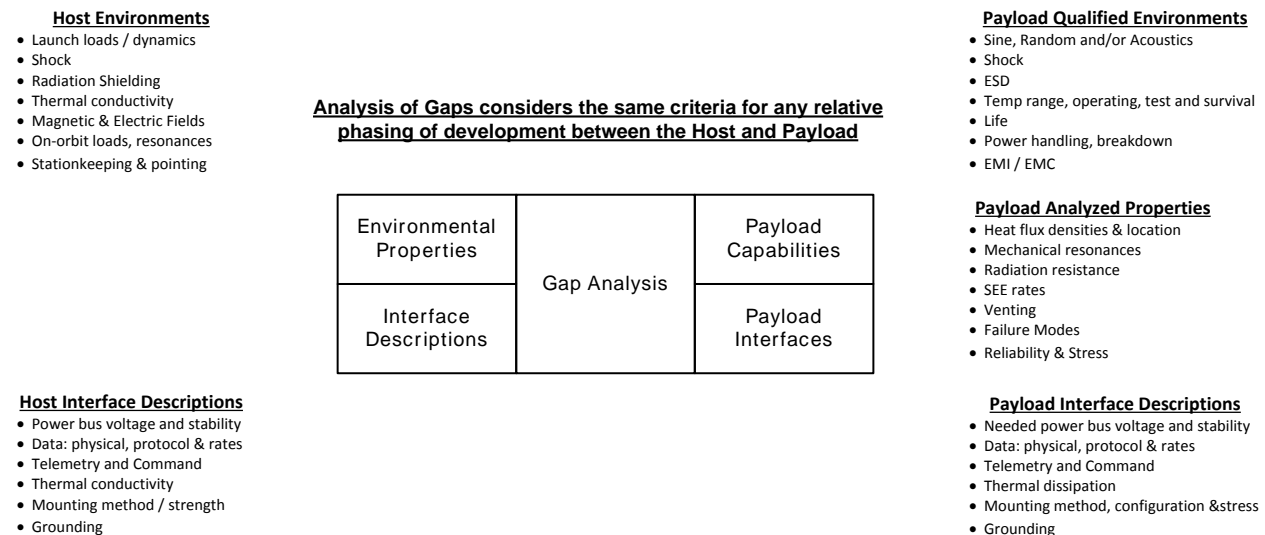 Host Environments
• Launch loads / dynamics
• Shock
• Radiation Shielding
• Thermal conductivity
• Magnetic & Electric Fields
• On-orbit loads, resonances
• Stationkeeping & pointing
Analysis of Gaps considers the same criteria for any relative
phasing of development between the Host and Payload
Payload Qualified Environments
• Sine, Random and/or Acoustics
• Shock
• ESD
• Temp range, operating, test and survival
• Life
• Power handling, breakdown
• EMI / EMC
Environmental
Properties
Interface
Descriptions
Gap Analysis
Payload
Capabilities
Payload
Interfaces
Payload Analyzed Properties
• Heat flux densities & location
• Mechanical resonances
• Radiation resistance
• SEE rates
• Venting
• Failure Modes
• Reliability & Stress
Host Interface Descriptions
• Power bus voltage and stability
• Data: physical, protocol & rates
• Telemetry and Command
• Thermal conductivity
• Mounting method / strength
• Grounding
Payload Interface Descriptions
• Needed power bus voltage and stability
• Data: physical, protocol & rates
• Telemetry and Command
• Thermal dissipation
• Mounting method, configuration &stress
• Grounding